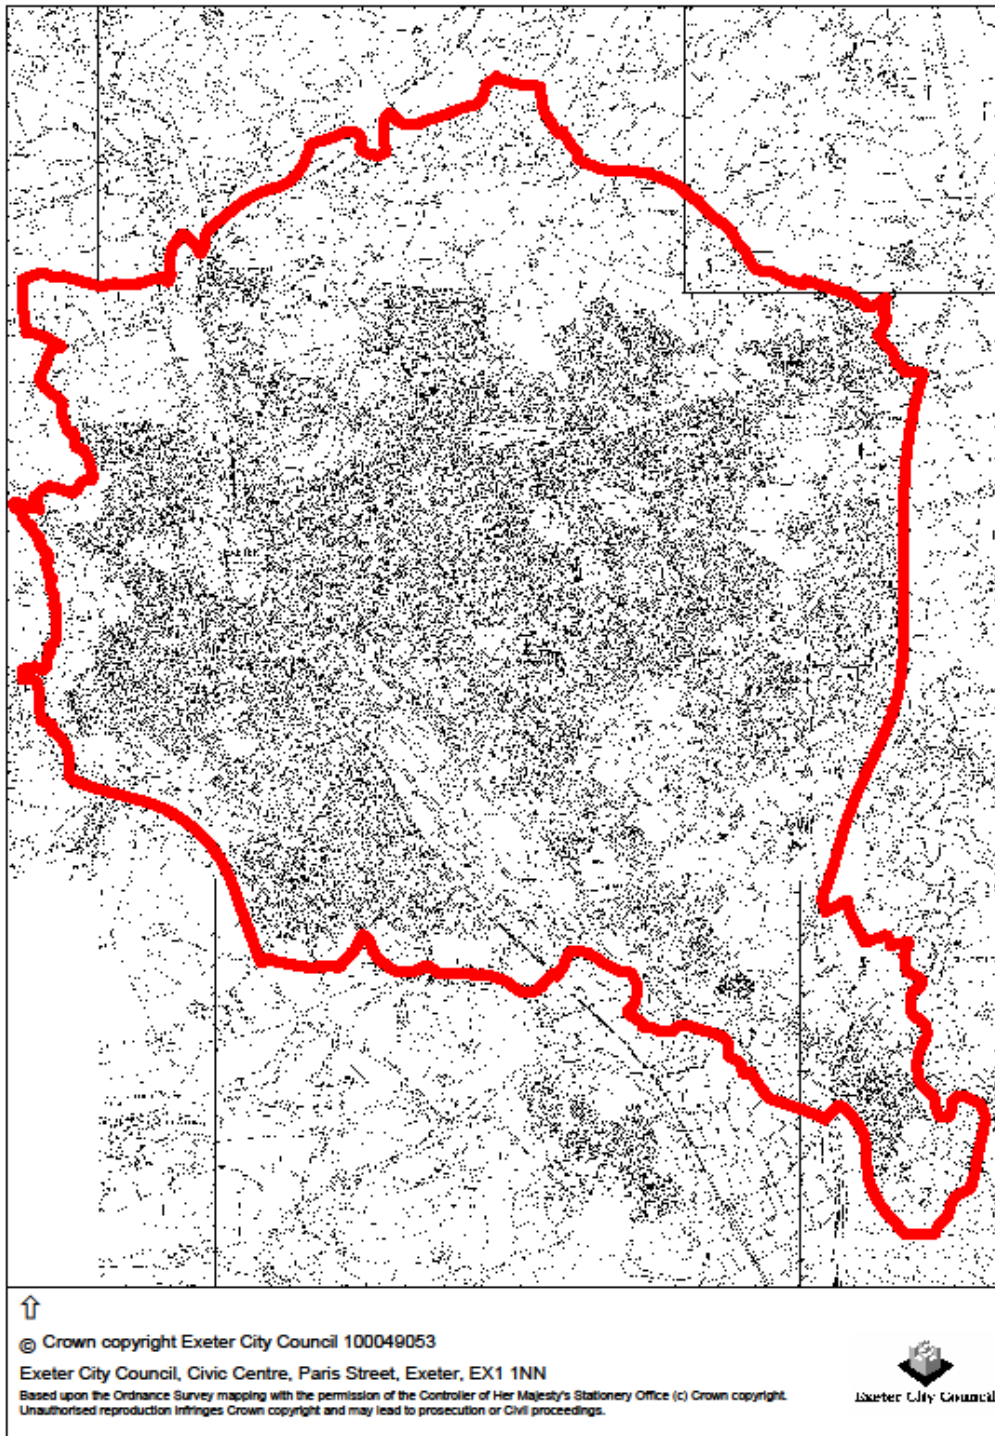 © Crown copyright Exeter City Council 100049053
Exeter City Council, Civic Centre, Paris Street, Exeter, EX1 1NN
Based upon the Ordnance Survey mapping with the permission of the Controller of Her Majesty's Stationery Office (c) Crown copyright.
Unauthorised reproduction infringes Crown copyright and may lead to prosecution or Civil proceedings.
Exeter City Council